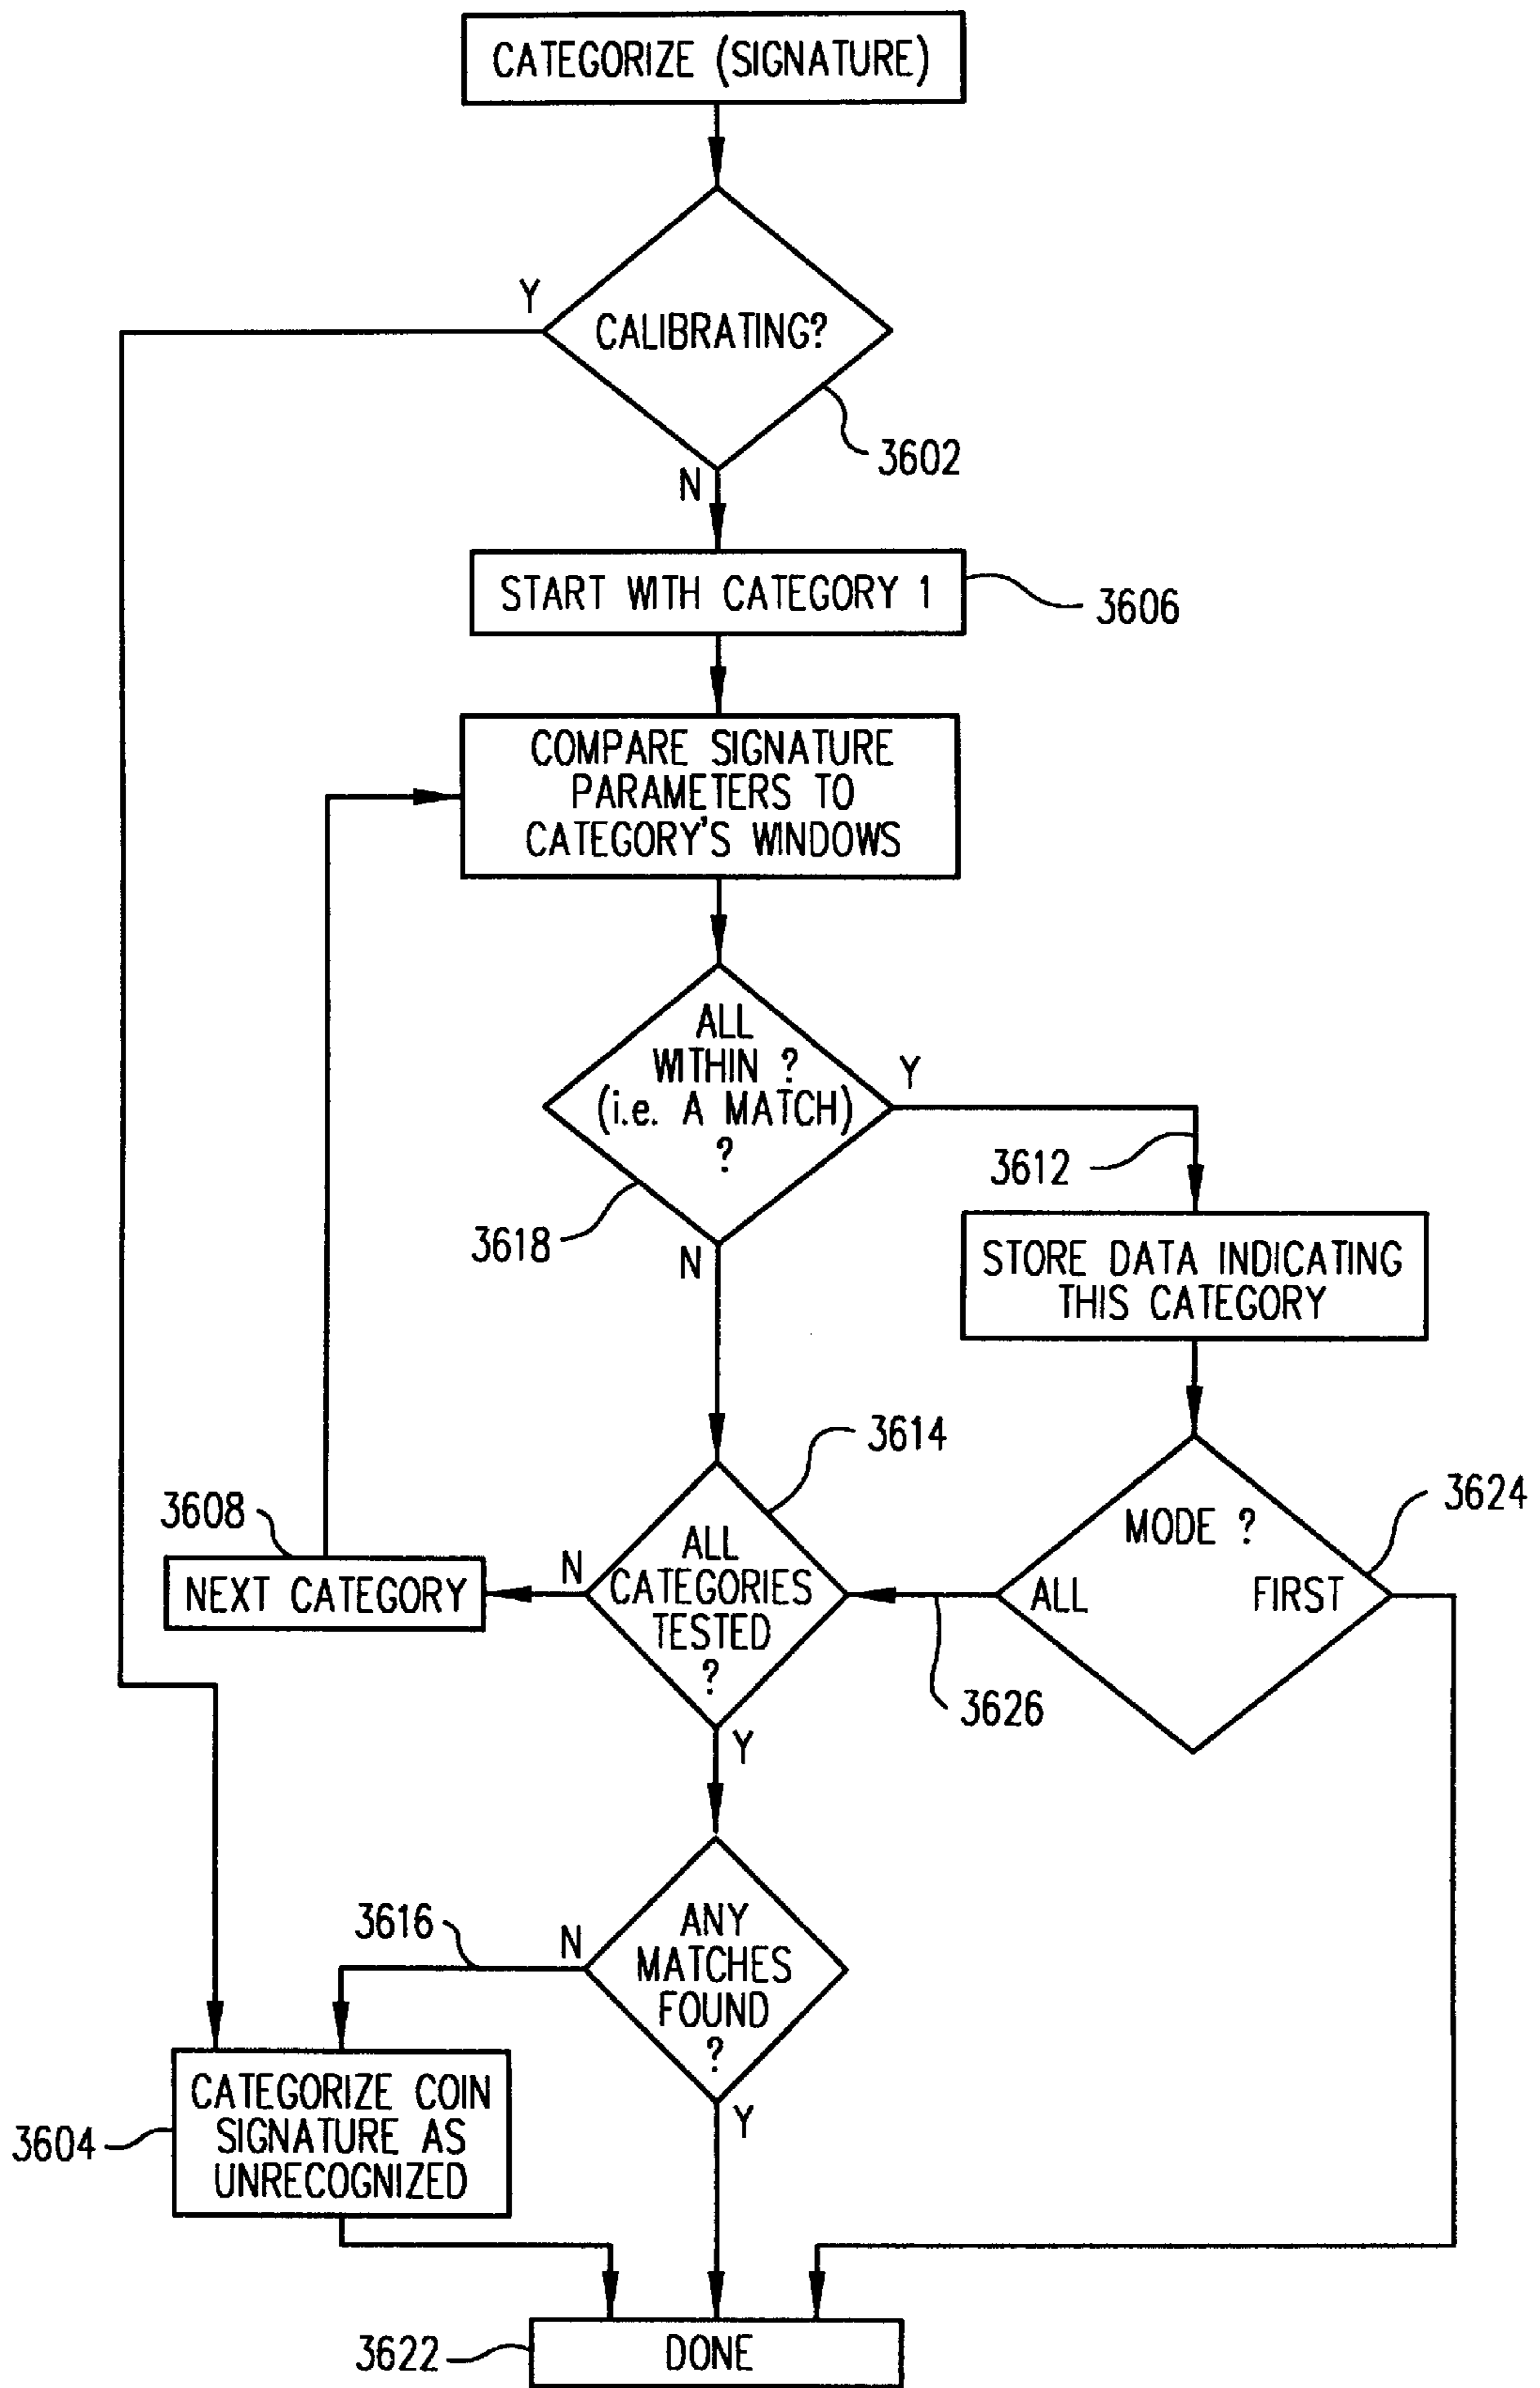 CATEGORIZE (SIGNATURE)
Y
CALIBRATING?
3602
N
START WITH CATEGORY 1
3606
COMPARE SIGNATURE
PARAMETERS TO
CATEGORY'S WINDOWS
ALL
WITHIN ?
(i.e. A MATCH)
?
Y
3612
3618
N
STORE DATA INDICATING
THIS CATEGORY
3614
3624
MODE ?
ALL
FIRST
3608
NEXT CATEGORY
N
ALL
CATEGORIES
TESTED
?
3626
Y
3616
N
ANY
MATCHES
FOUND
?
Y
CATEGORIZE COIN
SIGNATURE AS
UNRECOGNIZED
3604
3622
DONE